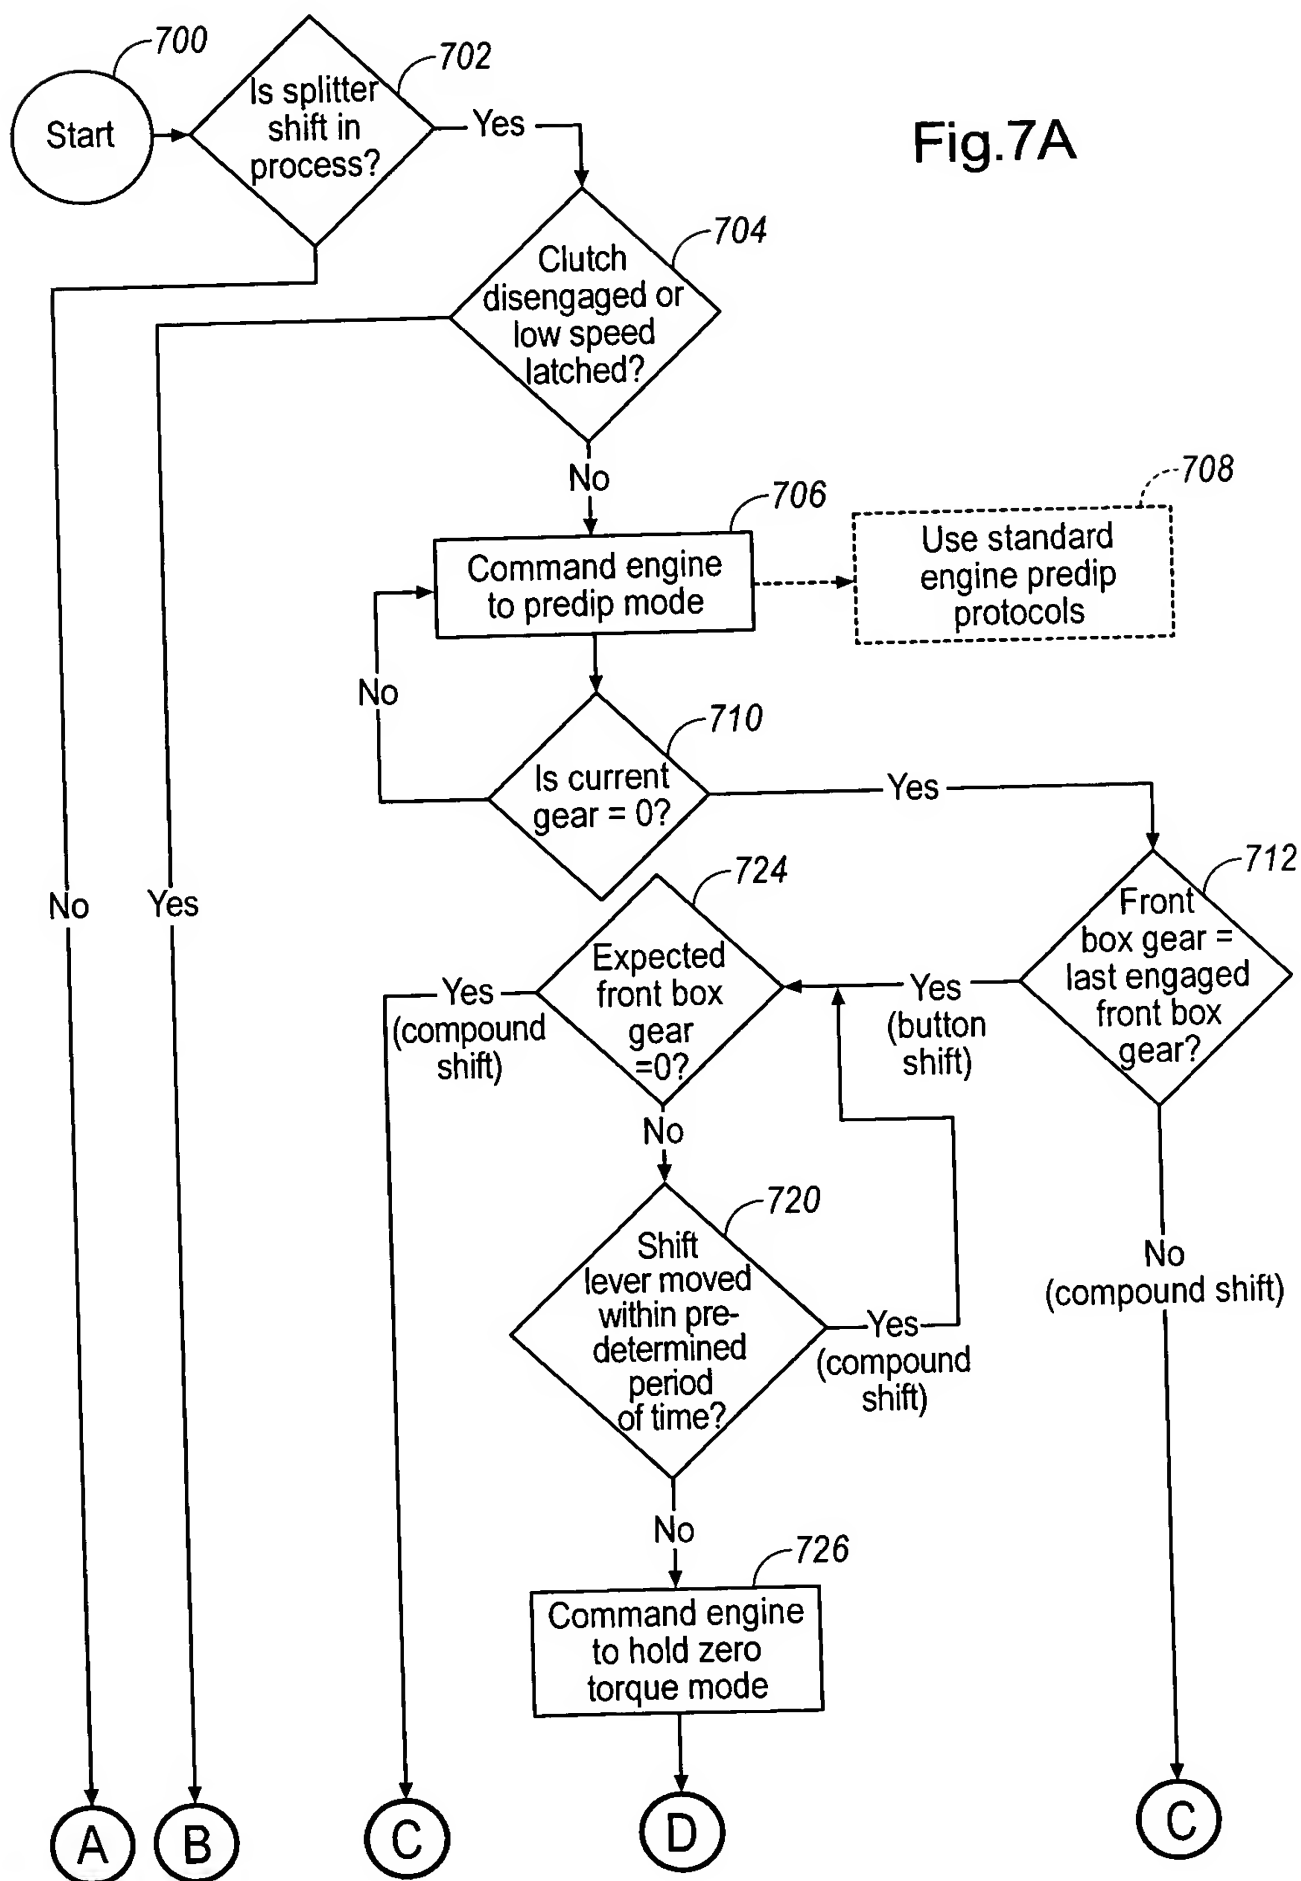 700
Start
702
Is splitter
shift in
process?
Yes
Fig.7A
704
Clutch
disengaged or
low speed
latched?
No
706
Command engine
to predip mode
708
Use standard
engine predip
protocols
No
710
Is current
gear = 0?
Yes
712
Front
box gear =
last engaged
front box
gear?
No
Yes
724
Expected
front box
gear
=0?
Yes
(compound
shift)
Yes
(button
shift)
No
720
Shift
lever moved
within pre-
determined
period
of time?
Yes
(compound
shift)
No
(compound shift)
No
726
Command engine
to hold zero
torque mode
A
B
C
D
C